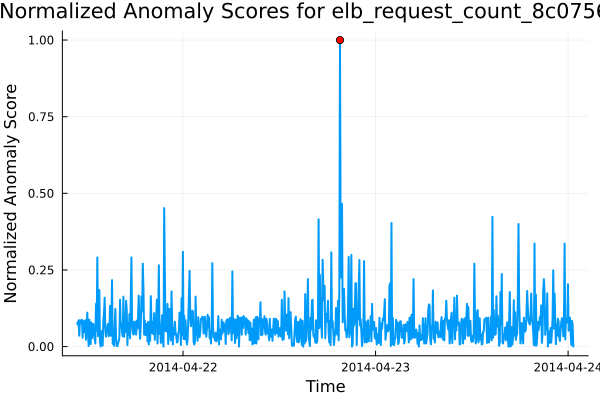 Normalized Anomaly Scores for elb_request_count_8c0756
Normalized Anomaly Score
1.00
0.75
0.50
0.25
0.00
2014-04-22
2014-04-23
2014-04-24
Time